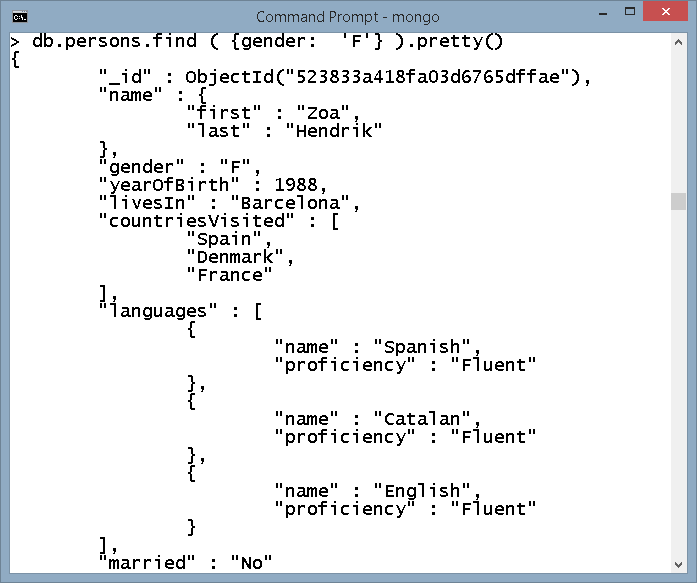 Command Prompt - mongo
> db.persons.find ( {gender:  'F'} ).pretty()
{
        "_id" : ObjectId("523833a418fa03d6765dffae"),
        "name" : {
                "first" : "Zoa",
                "last" : "Hendrik"
        },
        "gender" : "F",
        "yearOfBirth" : 1988,
        "livesIn" : "Barcelona",
        "countriesVisited" : [
                "Spain",
                "Denmark",
                "France"
        ],
        "languages" : [
                {
                        "name" : "Spanish",
                        "proficiency" : "Fluent"
                },
                {
                        "name" : "Catalan",
                        "proficiency" : "Fluent"
                },
                {
                        "name" : "English",
                        "proficiency" : "Fluent"
                }
        ],
        "married" : "No"